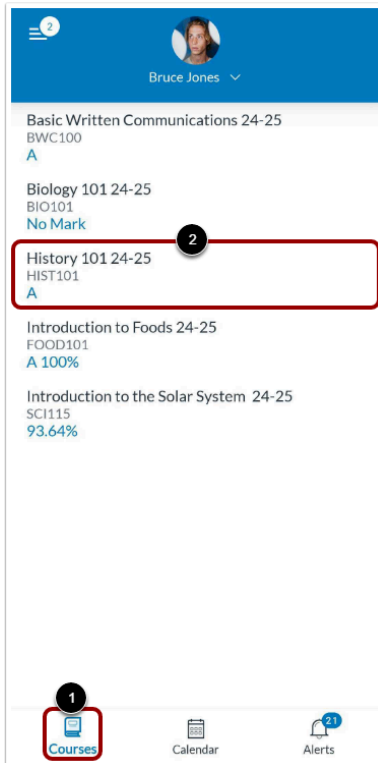 2
Bruce Jones
Basic Written Communications 24-25
BWC100
A
Biology 101 24-25
BIO101
No Mark
2
History 101 24-25
HIST101
A
Introduction to Foods 24-25
FOOD101
A 100%
Introduction to the Solar System 24-25
SCI115
93.64%
1
21
Courses Calendar Alerts